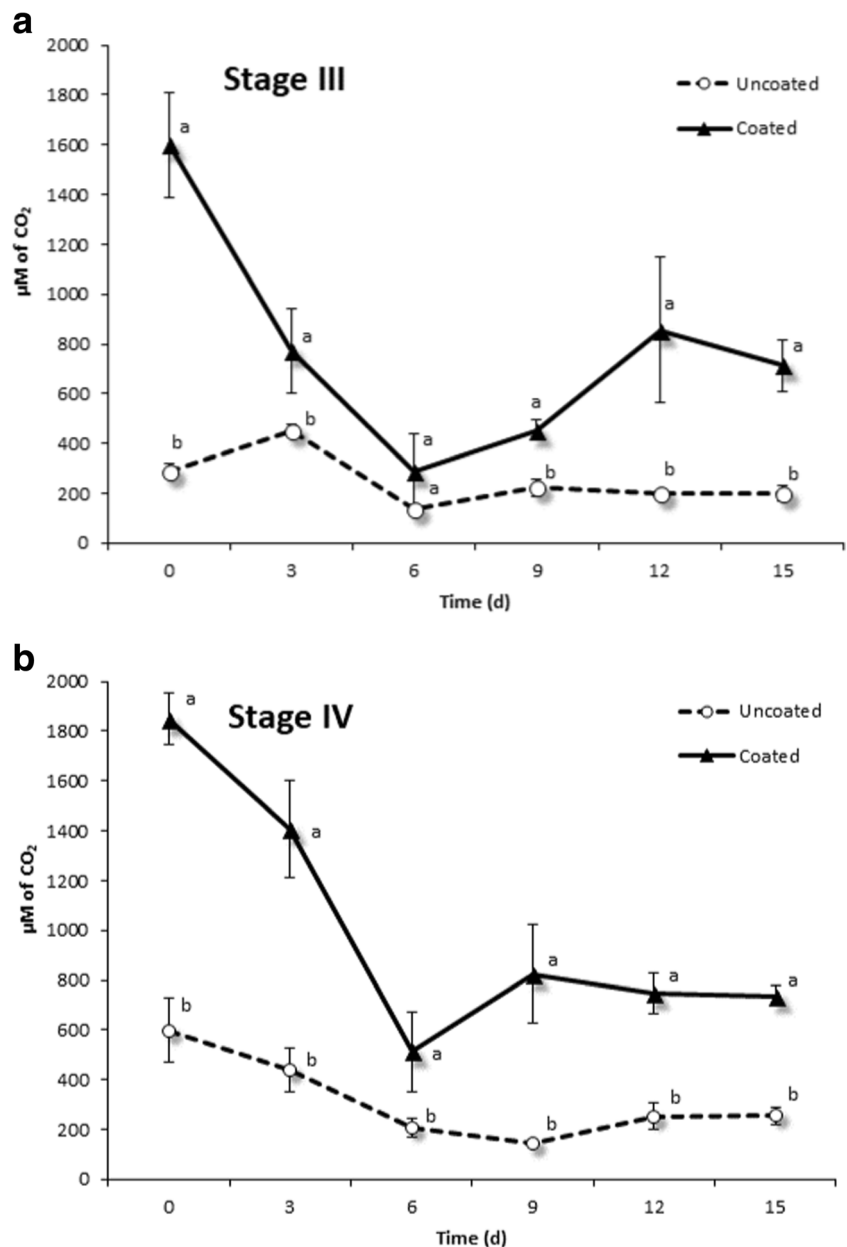 a
2000
Stage III
Uncoated
1800
a
Coated
1600
1400
1200
1000
a
a
800
a
600
a
b
b
a
400
a
b
b
b
200
0
µM of CO₂
0 3 6 9 12 15
Time (d)
b
2000
a
Stage IV
Uncoated
1800
Coated
1600
1400
a
1200
1000
a
a
a
800
b
600
a
b
400
b
b
b
b
200
0
µM of CO₂
0 3 6 9 12 15
Time (d)